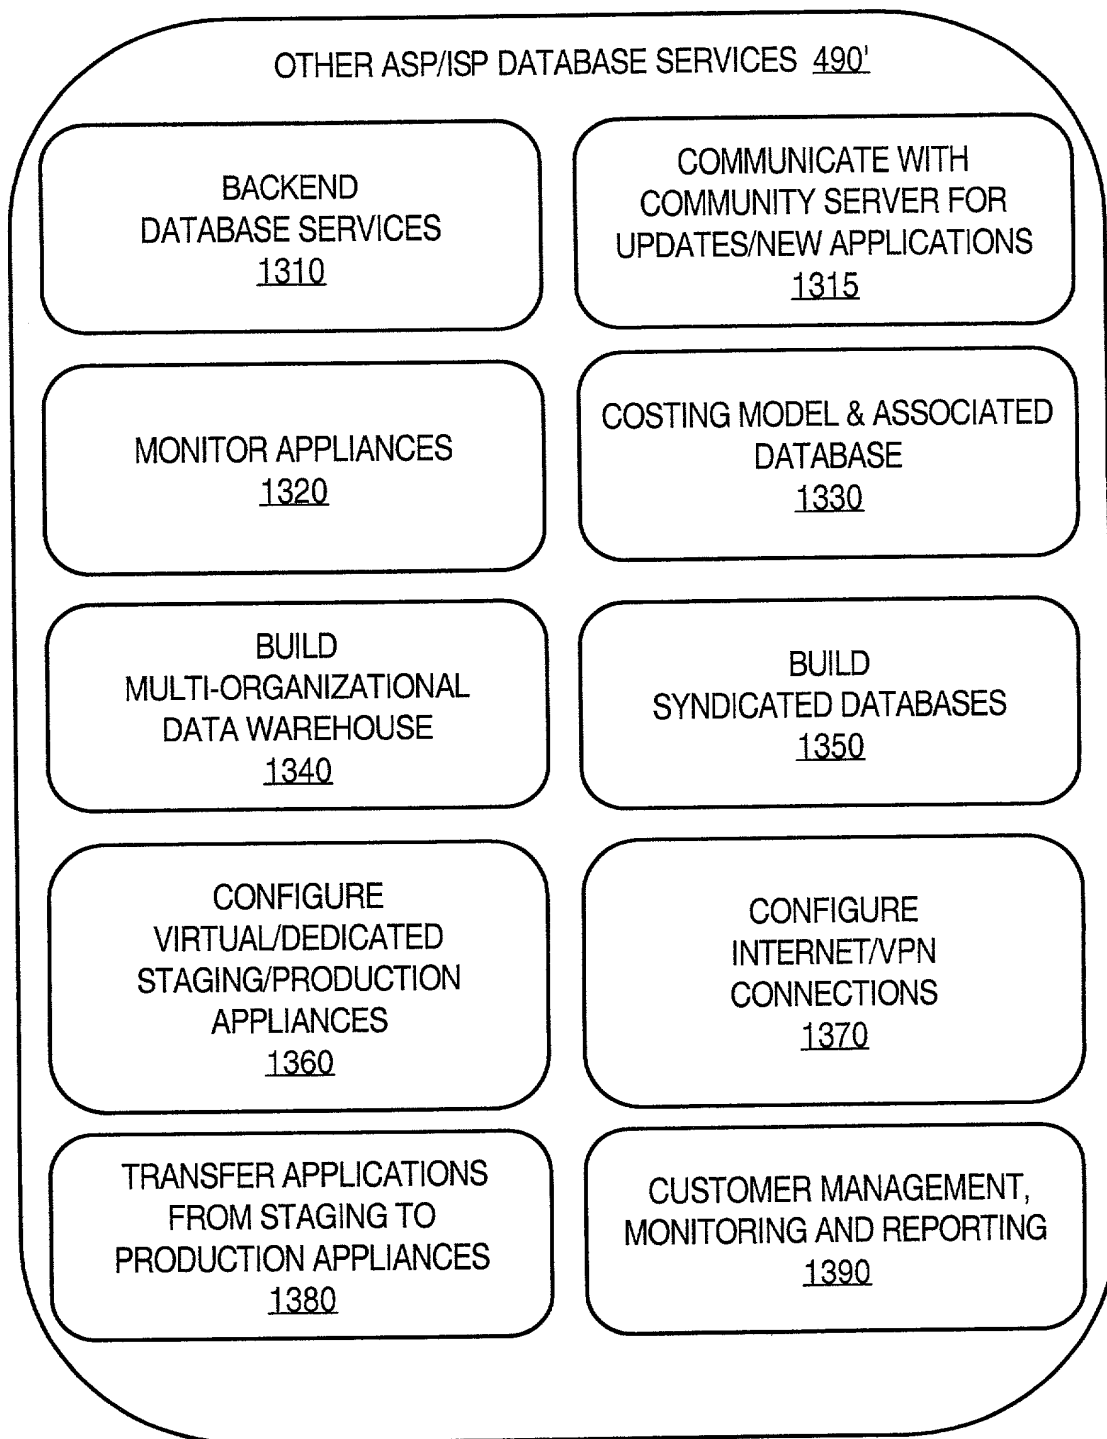 OTHER ASP/ISP DATABASE SERVICES 490'
BACKEND
DATABASE SERVICES
1310
COMMUNICATE WITH
COMMUNITY SERVER FOR
UPDATES/NEW APPLICATIONS
1315
MONITOR APPLIANCES
1320
COSTING MODEL & ASSOCIATED
DATABASE
1330
BUILD
MULTI-ORGANIZATIONAL
DATA WAREHOUSE
1340
BUILD
SYNDICATED DATABASES
1350
CONFIGURE
VIRTUAL/DEDICATED
STAGING/PRODUCTION
APPLIANCES
1360
CONFIGURE
INTERNET/VPN
CONNECTIONS
1370
TRANSFER APPLICATIONS
FROM STAGING TO
PRODUCTION APPLIANCES
1380
CUSTOMER MANAGEMENT,
MONITORING AND REPORTING
1390